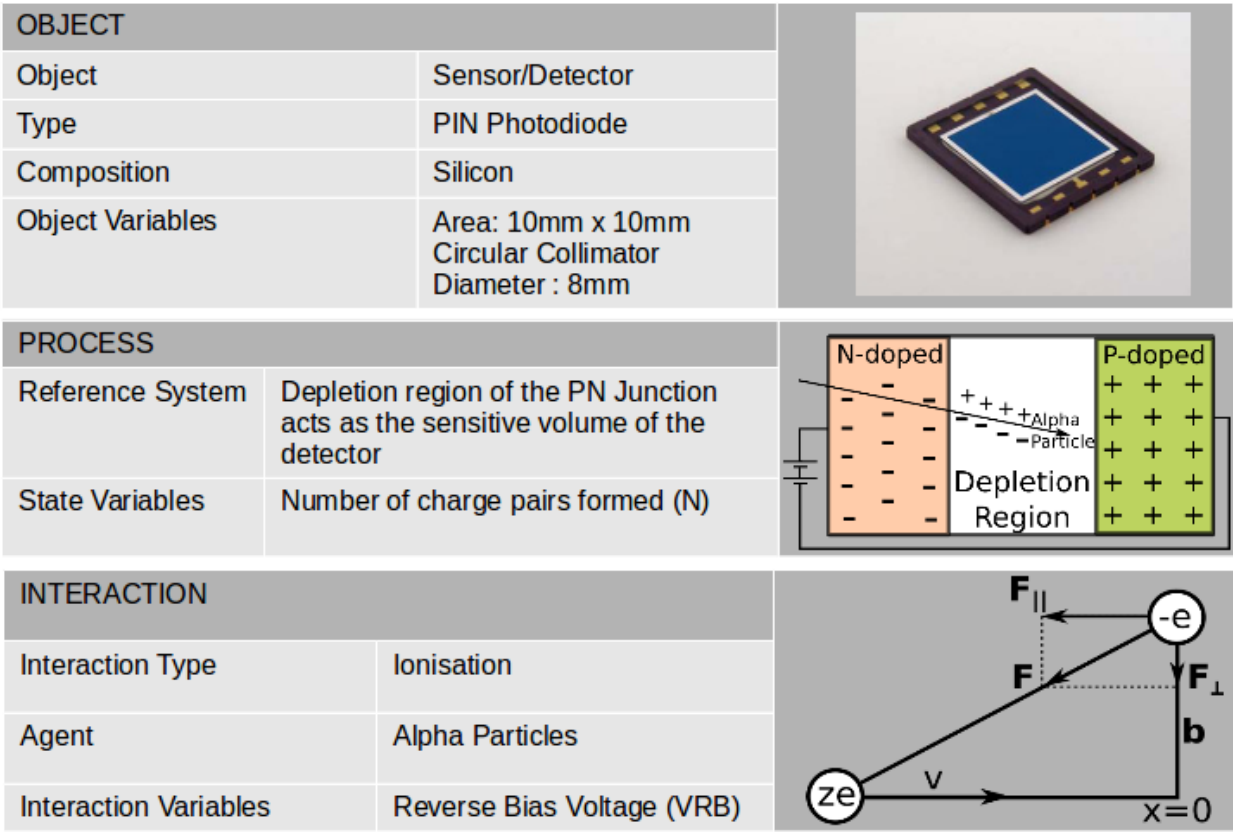 OBJECT
Object Sensor/Detector
Type PIN Photodiode
Composition Silicon
Object Variables Area: 10mm x 10mm
Circular Collimator
Diameter : 8mm
PROCESS
Reference System Depletion region of the PN Junction
acts as the sensitive volume of the
detector
State Variables Number of charge pairs formed (N)
N-doped P-doped
Alpha
Particle
Depletion
Region
INTERACTION
Interaction Type Ionisation
Agent Alpha Particles
Interaction Variables Reverse Bias Voltage (VRB)
F||
-e
F F⊥
b
ze v
x=0